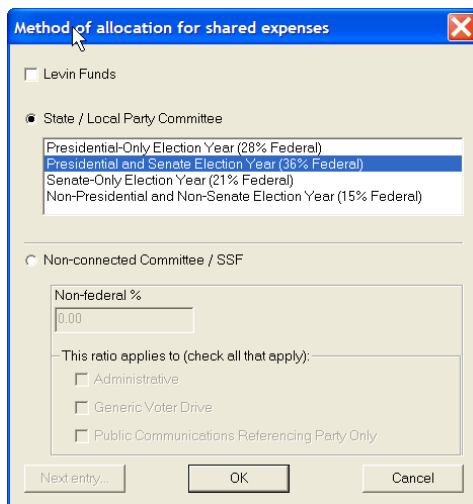 Method of allocation for shared expenses
Levin Funds
State / Local Party Committee
Presidential-Only Election Year (28% Federal)
Presidential and Senate Election Year (36% Federal)
Senate-Only Election Year (21% Federal)
Non-Presidential and Non-Senate Election Year (15% Federal)
Non-connected Committee / SSF
Non-federal %
0.00
This ratio applies to (check all that apply):
Administrative
Generic Voter Drive
Public Communications Referencing Party Only
Next entry... OK Cancel